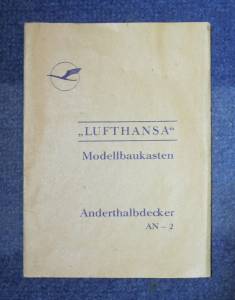 „LUFTHANSA“
Modellbaukasten
Anderthalbdecker
AN – 2